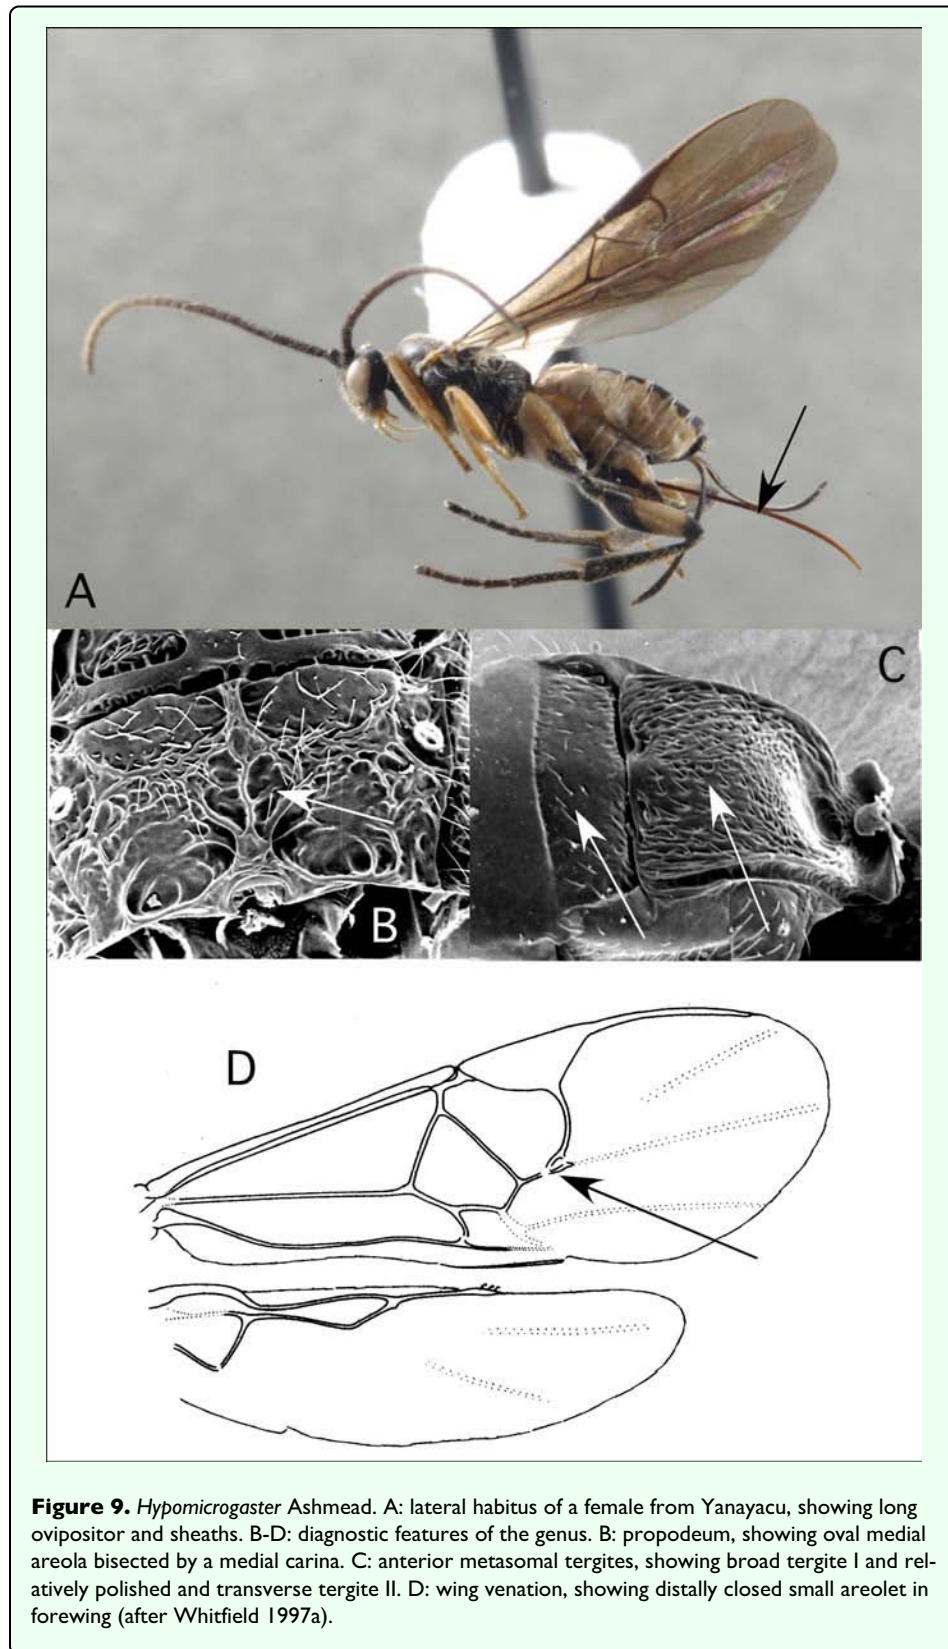 A
B
C
D
Figure 9. Hypomicrogaster Ashmead. A: lateral habitus of a female from Yanayacu, showing long
ovipositor and sheaths. B-D: diagnostic features of the genus. B: propodeum, showing oval medial
areola bisected by a medial carina. C: anterior metasomal tergites, showing broad tergite I and rel-
atively polished and transverse tergite II. D: wing venation, showing distally closed small areolet in
forewing (after Whitfield 1997a).